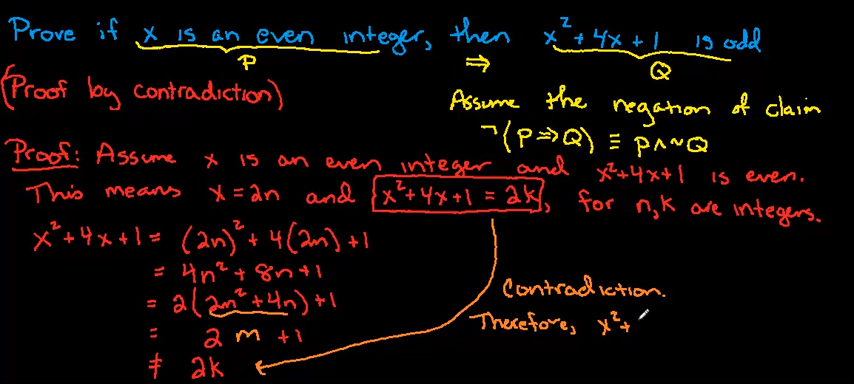 Prove if x is an even integer, then x²+4x+1 is odd
P ⇒ Q
(Proof by contradiction)
Assume the negation of claim
¬(P⇒Q) ≡ P∧~Q
Proof: Assume x is an even integer and x²+4x+1 is even.
This means x=2n and x²+4x+1 = 2k, for n,k are integers.
x²+4x+1 = (2n)²+4(2n)+1
= 4n²+8n+1
= 2(2n²+4n)+1
= 2 m +1
≠ 2k
Contradiction.
Therefore, x²+